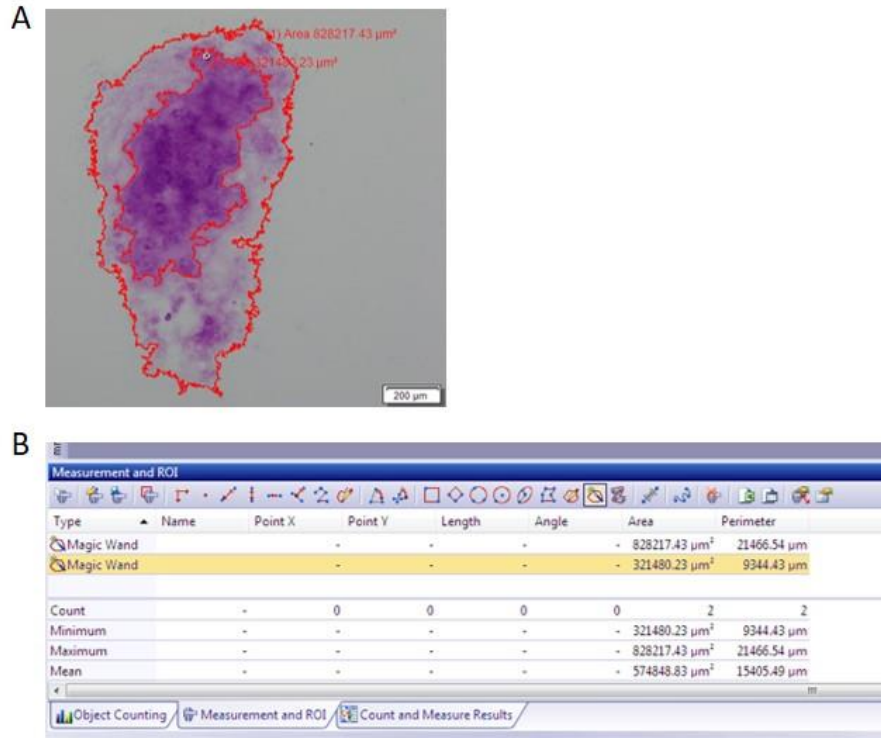 A
(1) Area 828217.43 µm²
321480.23 µm²
200 µm
B
Measurement and ROI
Type Name Point X Point Y Length Angle Area Perimeter
Magic Wand - - - - 828217.43 µm² 21466.54 µm
Magic Wand - - - - 321480.23 µm² 9344.43 µm
Count - 0 0 0 0 2 2
Minimum - - - - - 321480.23 µm² 9344.43 µm
Maximum - - - - - 828217.43 µm² 21466.54 µm
Mean - - - - - 574848.83 µm² 15405.49 µm
Object Counting Measurement and ROI Count and Measure Results